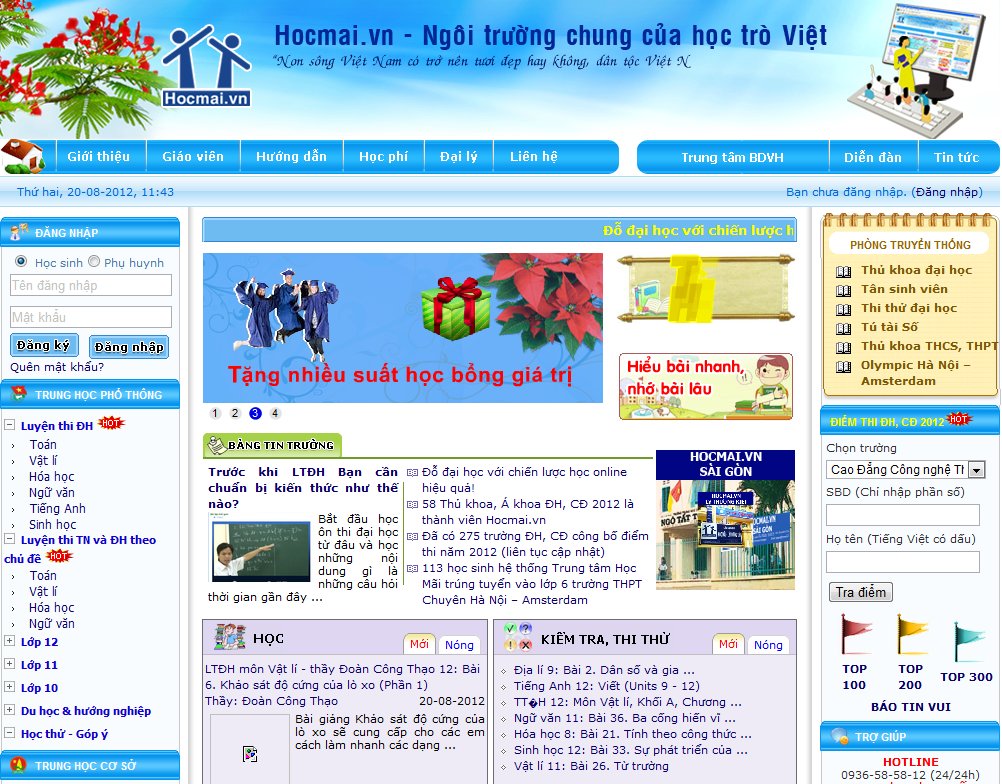 Hocmai.vn - Ngôi trường chung của học trò Việt
“Non sông Việt Nam có trở nên tươi đẹp hay không, dân tộc Việt N
Hocmai.vn
Giới thiệu
Giáo viên
Hướng dẫn
Học phí
Đại lý
Liên hệ
Trung tâm BDVH
Diễn đàn
Tin tức
Thứ hai, 20-08-2012, 11:43
Bạn chưa đăng nhập. (Đăng nhập)
ĐĂNG NHẬP
Học sinh Phụ huynh
Tên đăng nhập
Mật khẩu
Đăng ký Đăng nhập
Quên mật khẩu?
TRUNG HỌC PHỔ THÔNG
Luyện thi ĐH HOT
Toán
Vật lí
Hóa học
Ngữ văn
Tiếng Anh
Sinh học
Luyện thi TN và ĐH theo
chủ đề HOT
Toán
Vật lí
Hóa học
Ngữ văn
Lớp 12
Lớp 11
Lớp 10
Du học & hướng nghiệp
Học thử - Góp ý
TRUNG HỌC CƠ SỞ
Đỗ đại học với chiến lược h
Tặng nhiều suất học bổng giá trị
1 2 3 4
Hiểu bài nhanh,
nhớ bài lâu
BẢNG TIN TRƯỜNG
Trước khi LTĐH Bạn cần
chuẩn bị kiến thức như thế
nào?
Bắt đầu học
ôn thi đại học
từ đâu và học
những nội
dung gì là
những câu hỏi
thời gian gần đây ...
Đỗ đại học với chiến lược học online
hiệu quả!
58 Thủ khoa, Á khoa ĐH, CĐ 2012 là
thành viên Hocmai.vn
Đã có 275 trường ĐH, CĐ công bố điểm
thi năm 2012 (liên tục cập nhật)
113 học sinh hệ thống Trung tâm Học
Mãi trúng tuyển vào lớp 6 trường THPT
Chuyên Hà Nội – Amsterdam
HOCMAI.VN
SÀI GÒN
HOCMAI.VN
LÝ THƯỜNG KIỆT
NGÔ TẤT T
HOCMAI.VN
HỌC
Mới Nóng
LTĐH môn Vật lí - thầy Đoàn Công Thạo 12: Bài
6. Khảo sát độ cứng của lò xo (Phần 1)
Thầy: Đoàn Công Thạo 20-08-2012
Bài giảng Khảo sát độ cứng của
lò xo sẽ cung cấp cho các em
cách làm nhanh các dạng ...
KIỂM TRA, THI THỬ
Mới Nóng
Địa lí 9: Bài 2. Dân số và gia ...
Tiếng Anh 12: Viết (Units 9 - 12)
TT�H 12: Môn Vật lí, Khối A, Chương ...
Ngữ văn 11: Bài 36. Ba cống hiến vĩ ...
Hóa học 8: Bài 21. Tính theo công thức ...
Sinh học 12: Bài 33. Sự phát triển của ...
Vật lí 11: Bài 26. Từ trường
PHÒNG TRUYỀN THỐNG
Thủ khoa đại học
Tân sinh viên
Thi thử đại học
Tú tài Số
Thủ khoa THCS, THPT
Olympic Hà Nội –
Amsterdam
ĐIỂM THI ĐH, CĐ 2012 HOT
Chọn trường
Cao Đẳng Công nghệ Th
SBD (Chỉ nhập phần số)
Họ tên (Tiếng Việt có dấu)
Tra điểm
TOP
100
TOP
200
TOP 300
BÁO TIN VUI
TRỢ GIÚP
HOTLINE
0936-58-58-12 (24/24h)